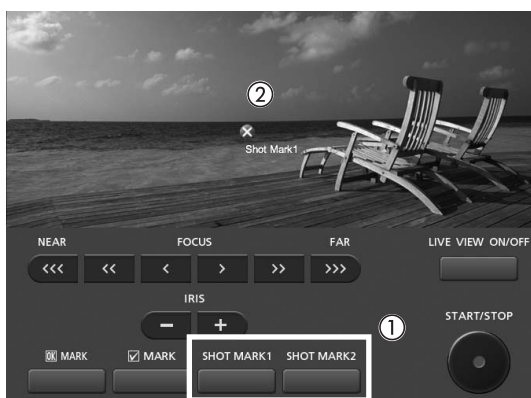 ②
Shot Mark1
NEAR FOCUS FAR LIVE VIEW ON/OFF
<<< << < > >> >>>
IRIS
− +
① START/STOP
OK MARK ☑ MARK SHOT MARK1 SHOT MARK2